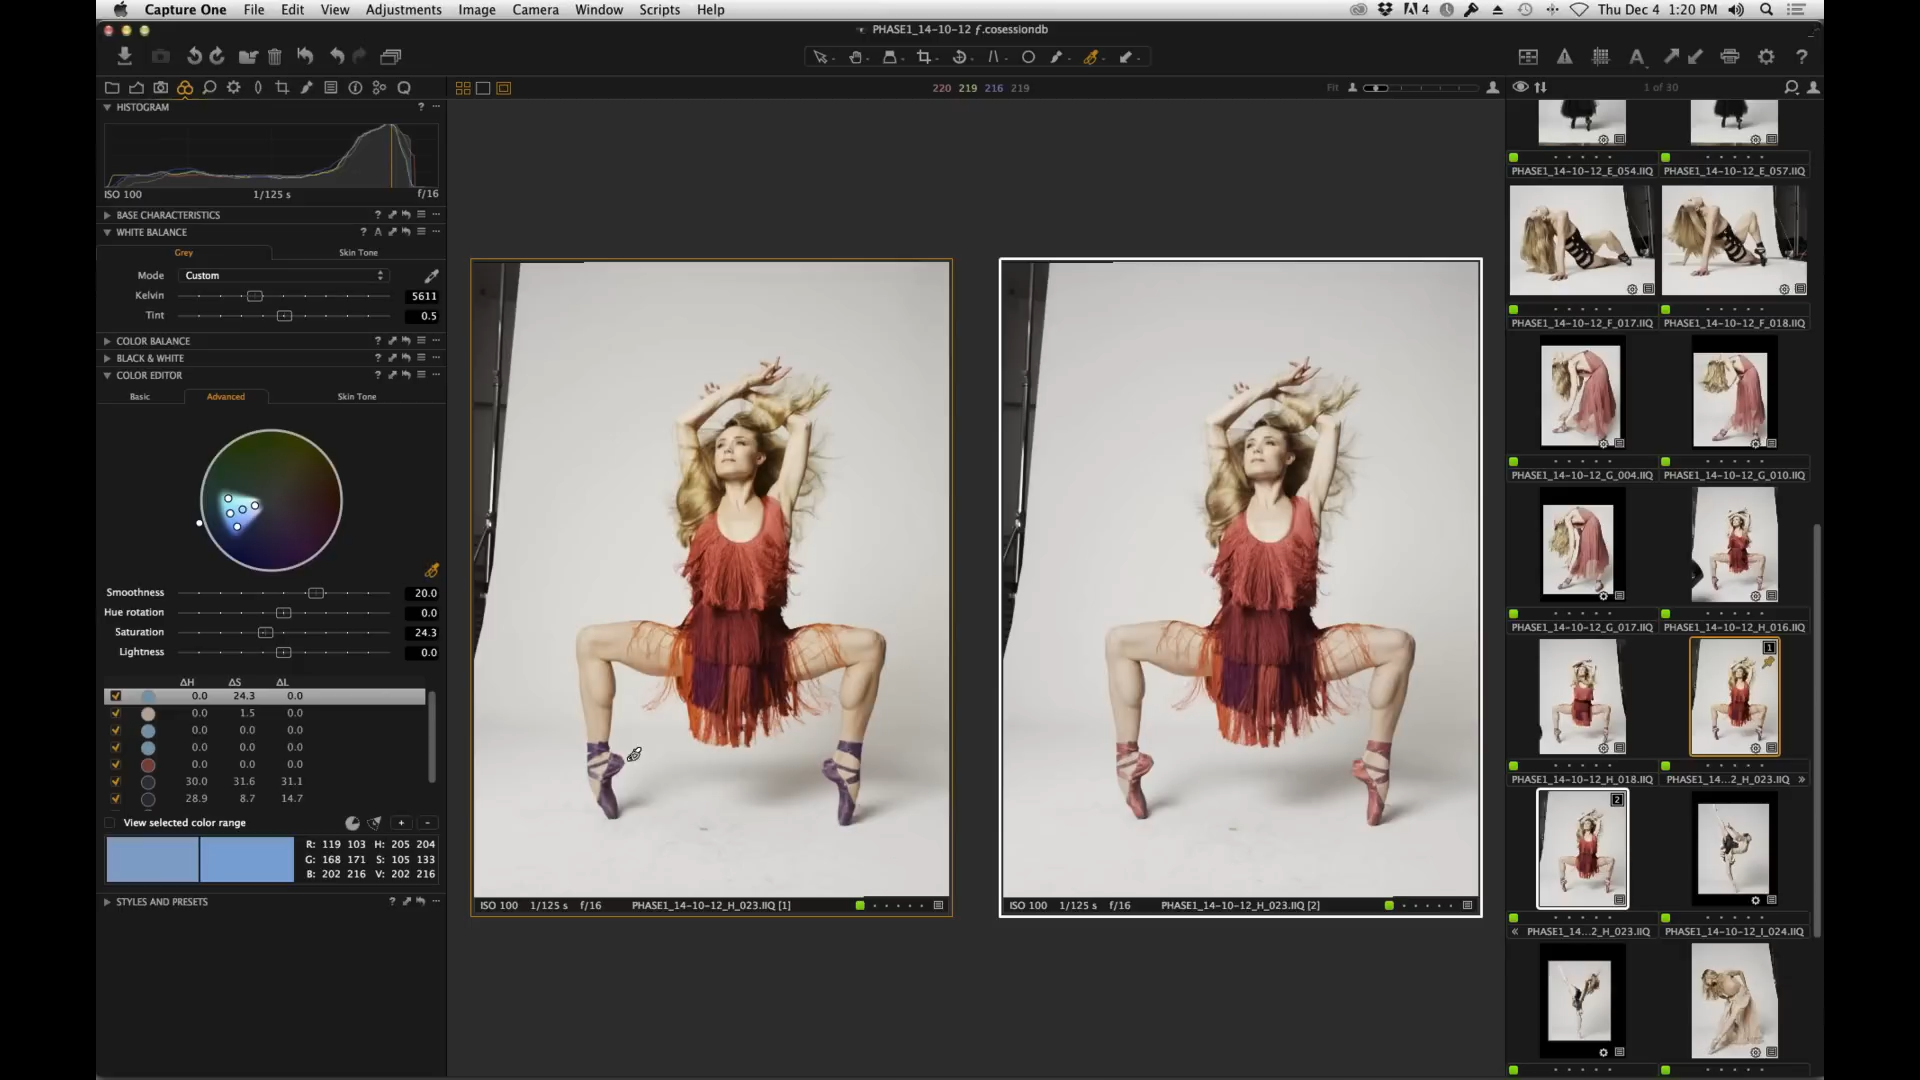 Capture One File Edit View Adjustments Image Camera Window Scripts Help 4 Thu Dec 4 1:20 PM
PHASE1_14-10-12 ƒ.cosessiondb
220 219 216 219 Fit 1 of 30
HISTOGRAM ?
ISO 100 1/125 s f/16
BASE CHARACTERISTICS ?
WHITE BALANCE ? A
Grey Skin Tone
Mode Custom
Kelvin 5611
Tint 0.5
COLOR BALANCE ?
BLACK & WHITE ?
COLOR EDITOR ?
Basic Advanced Skin Tone
Smoothness 20.0
Hue rotation 0.0
Saturation 24.3
Lightness 0.0
ΔH ΔS ΔL
0.0 24.3 0.0
0.0 1.5 0.0
0.0 0.0 0.0
0.0 0.0 0.0
0.0 0.0 0.0
30.0 31.6 31.1
28.9 8.7 14.7
View selected color range + -
R: 119 103 H: 205 204
G: 168 171 S: 105 133
B: 202 216 V: 202 216
STYLES AND PRESETS ?
ISO 100 1/125 s f/16 PHASE1_14-10-12_H_023.IIQ [1]
ISO 100 1/125 s f/16 PHASE1_14-10-12_H_023.IIQ [2]
PHASE1_14-10-12_E_054.IIQ PHASE1_14-10-12_E_057.IIQ
PHASE1_14-10-12_F_017.IIQ PHASE1_14-10-12_F_018.IIQ
PHASE1_14-10-12_G_004.IIQ PHASE1_14-10-12_G_010.IIQ
PHASE1_14-10-12_G_017.IIQ PHASE1_14-10-12_H_016.IIQ
1
PHASE1_14-10-12_H_018.IIQ PHASE1_14...2_H_023.IIQ »
2
« PHASE1_14...2_H_023.IIQ PHASE1_14-10-12_I_024.IIQ